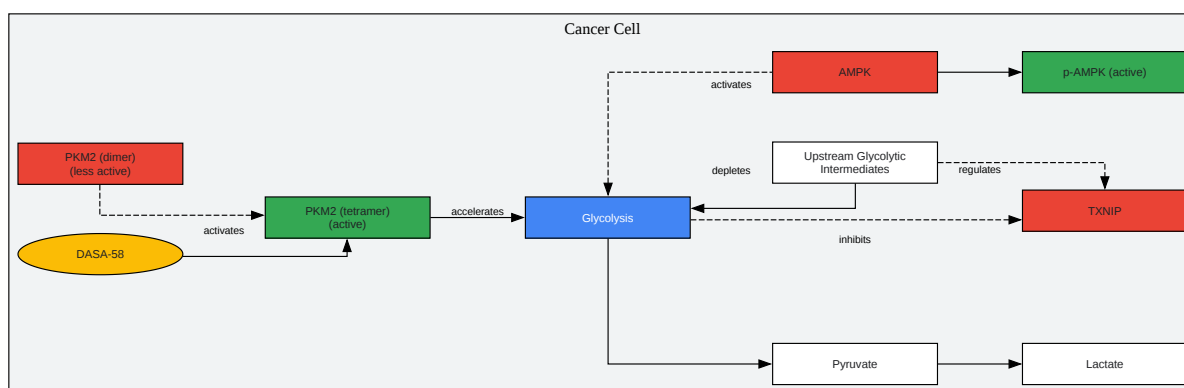 Cancer Cell
AMPK
p-AMPK (active)
activates
PKM2 (dimer)
(less active)
Upstream Glycolytic
Intermediates
depletes
regulates
PKM2 (tetramer)
(active)
accelerates
Glycolysis
TXNIP
activates
inhibits
DASA-58
Pyruvate
Lactate